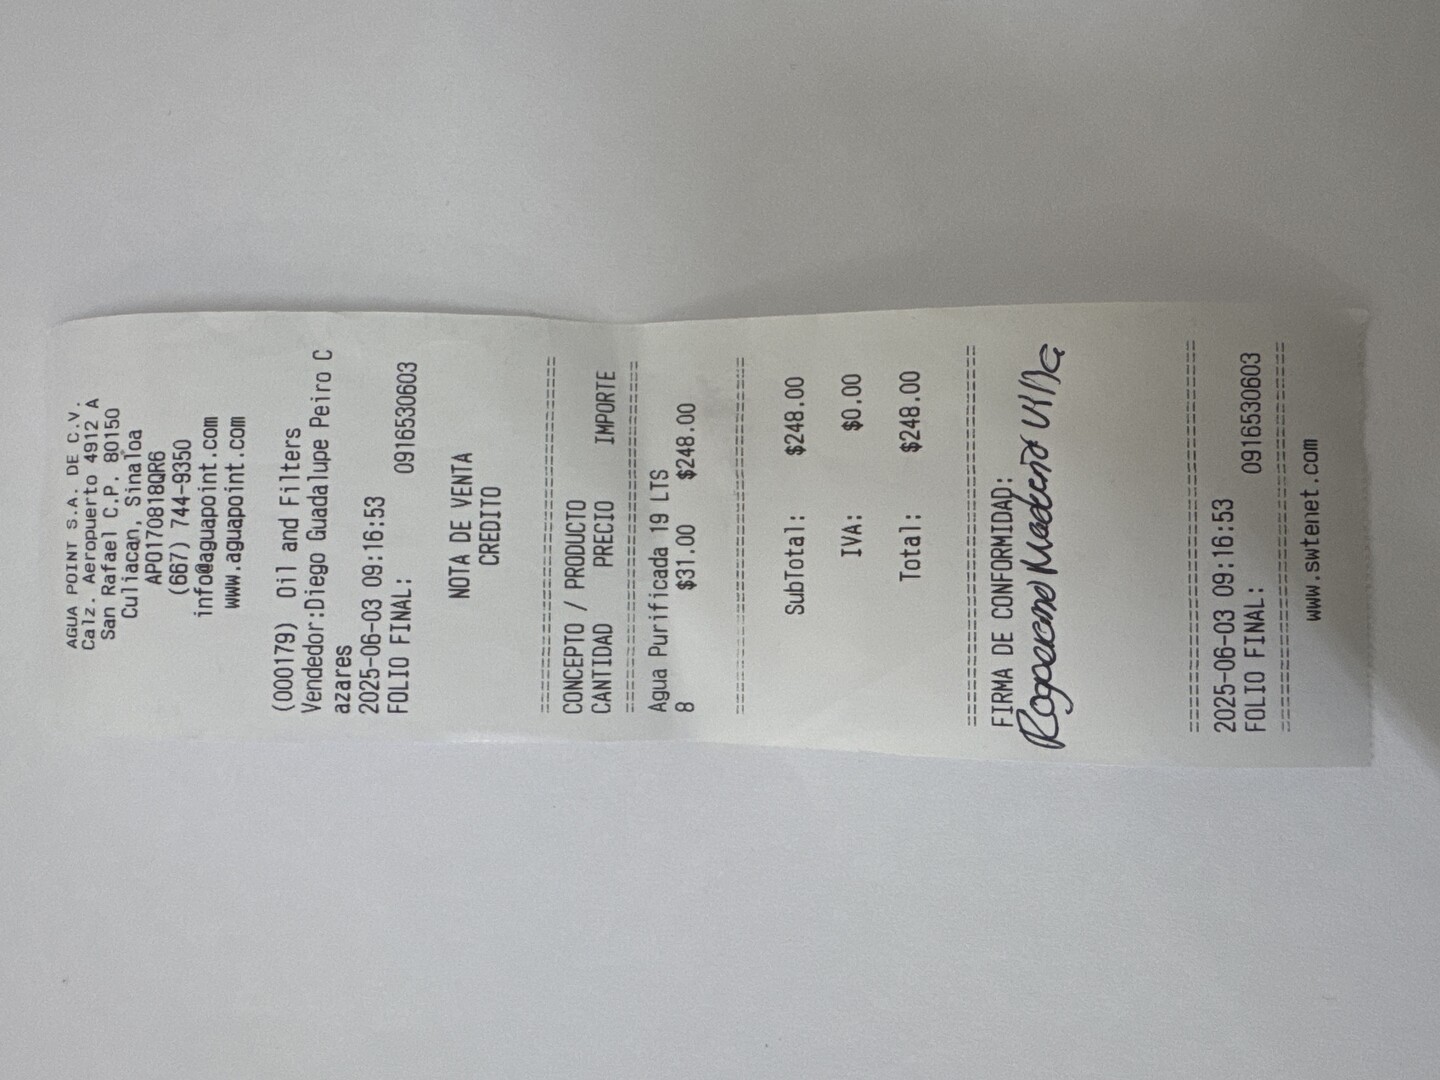 AGUA POINT S.A. DE C.V.
Calz. Aeropuerto 4912 A
San Rafael C.P. 80150
Culiacan, Sinaloa
APO170818QR6
(667) 744-9350
info@aguapoint.com
www.aguapoint.com
(000179) Oil and Filters
Vendedor:Diego Guadalupe Peiro C
azares
2025-06-03 09:16:53
FOLIO FINAL: 0916530603
NOTA DE VENTA
CREDITO
================================
CONCEPTO / PRODUCTO
CANTIDAD PRECIO IMPORTE
================================
Agua Purificada 19 LTS
8 $31.00 $248.00
================================
SubTotal: $248.00
IVA: $0.00
Total: $248.00
================================
FIRMA DE CONFORMIDAD:
Villa
================================
2025-06-03 09:16:53
FOLIO FINAL: 0916530603
================================
www.swtenet.com